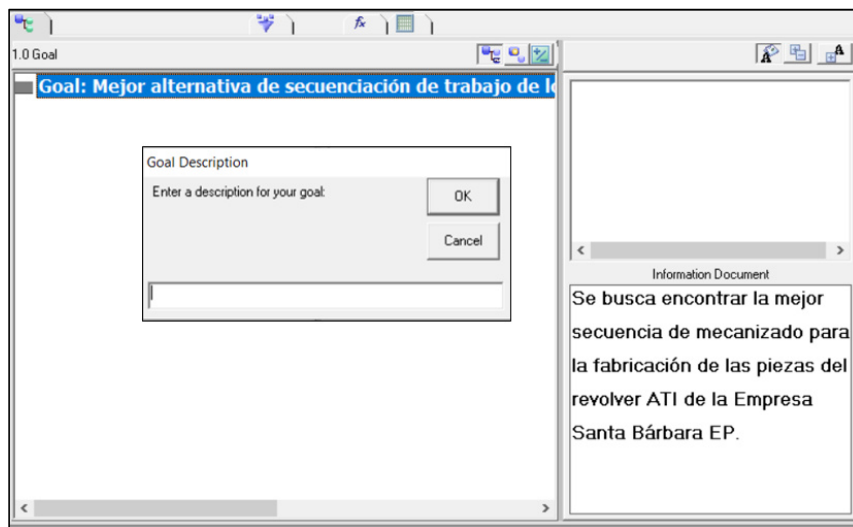 fx
1.0 Goal
Goal: Mejor alternativa de secuenciación de trabajo de
Goal Description
Enter a description for your goal:
OK
Cancel
Information Document
Se busca encontrar la mejor
secuencia de mecanizado para
la fabricación de las piezas del
revolver ATI de la Empresa
Santa Bárbara EP.